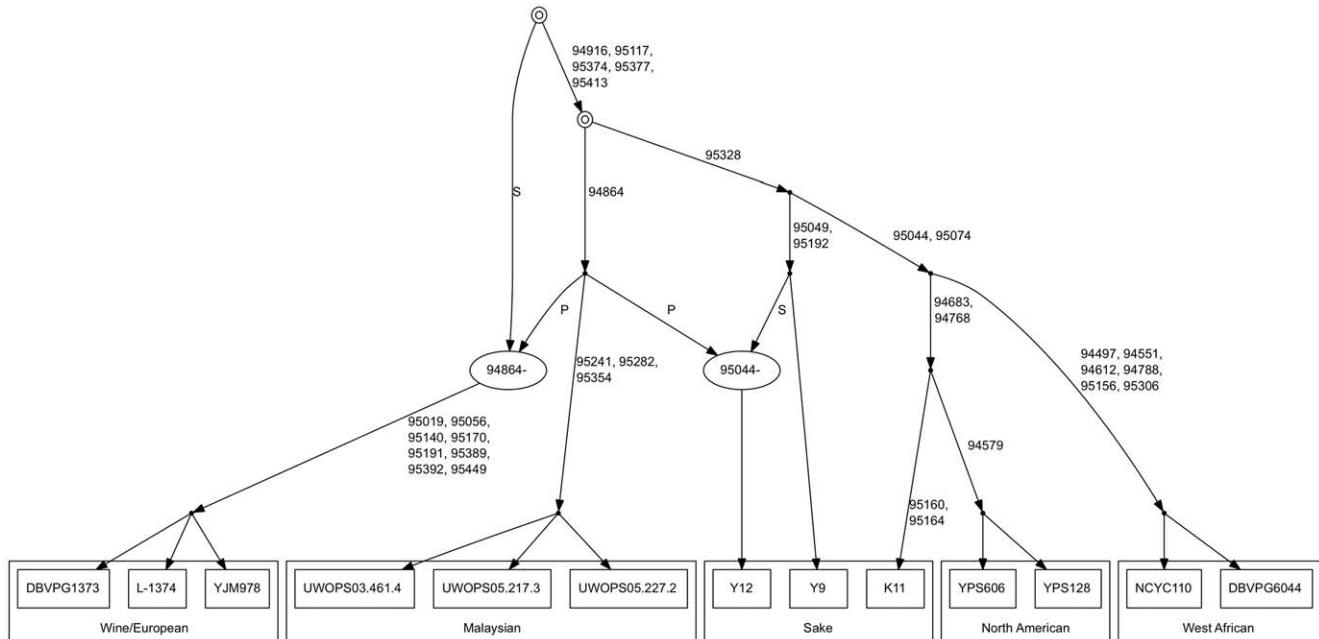 94916, 95117,
95374, 95377,
95413
95328
S
94864
95049,
95192
95044, 95074
P
P
S
94683,
94768
94864-
95241, 95282,
95354
95044-
94497, 94551,
94612, 94788,
95156, 95306
95019, 95056,
95140, 95170,
95191, 95389,
95392, 95449
94579
95160,
95164
DBVPG1373
L-1374
YJM978
UWOPS03.461.4
UWOPS05.217.3
UWOPS05.227.2
Y12
Y9
K11
YPS606
YPS128
NCYC110
DBVPG6044
Wine/European
Malaysian
Sake
North American
West African